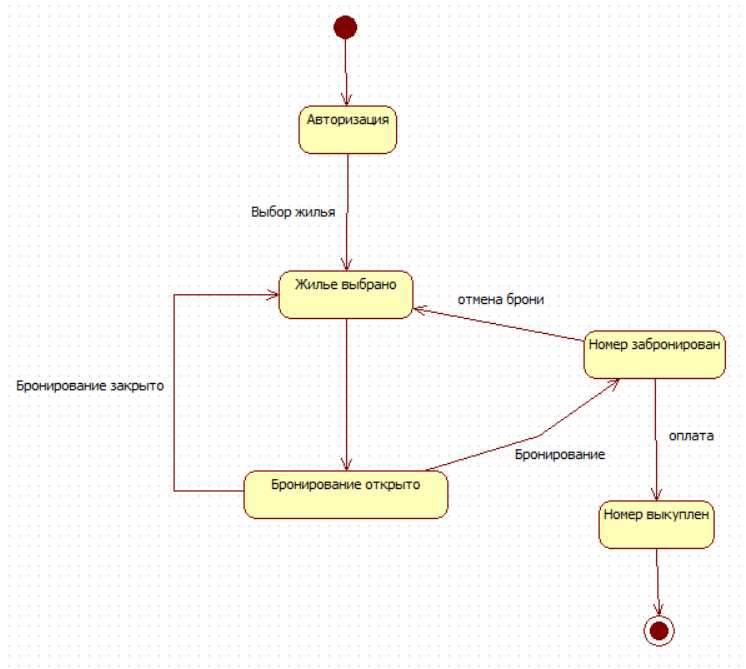 Авторизация
Выбор жилья
Жилье выбрано
отмена брони
Номер забронирован
Бронирование закрыто
оплата
Бронирование
Бронирование открыто
Номер выкуплен